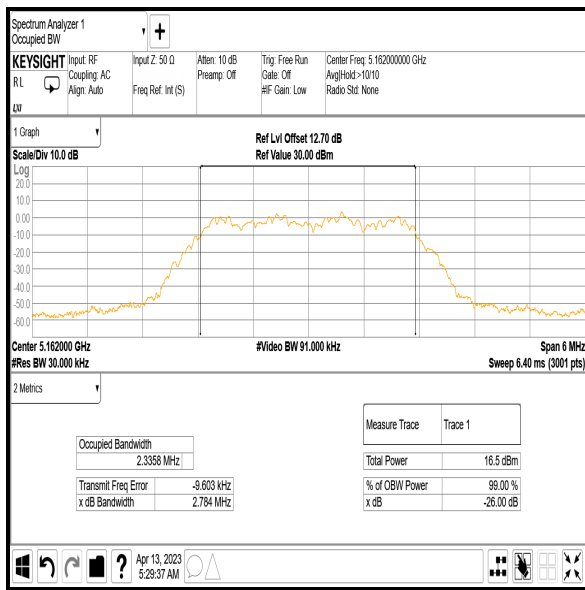 Spectrum Analyzer 1
Occupied BW
KEYSIGHT
RL
LXI
Input: RF
Coupling: AC
Align: Auto
Input Z: 50 Ω
Freq Ref: Int (S)
Atten: 10 dB
Preamp: Off
Trig: Free Run
Gate: Off
#IF Gain: Low
Center Freq: 5.162000000 GHz
Avg|Hold:>10/10
Radio Std: None
1 Graph
Scale/Div 10.0 dB
Ref Lvl Offset 12.70 dB
Ref Value 30.00 dBm
Log
20.0
10.0
0.00
-10.0
-20.0
-30.0
-40.0
-50.0
-60.0
Center 5.162000 GHz
#Res BW 30.000 kHz
#Video BW 91.000 kHz
Span 6 MHz
Sweep 6.40 ms (3001 pts)
2 Metrics
Occupied Bandwidth
2.3358 MHz
Transmit Freq Error -9.603 kHz
x dB Bandwidth 2.784 MHz
Measure Trace Trace 1
Total Power 16.5 dBm
% of OBW Power 99.00 %
x dB -26.00 dB
Apr 13, 2023
5:29:37 AM